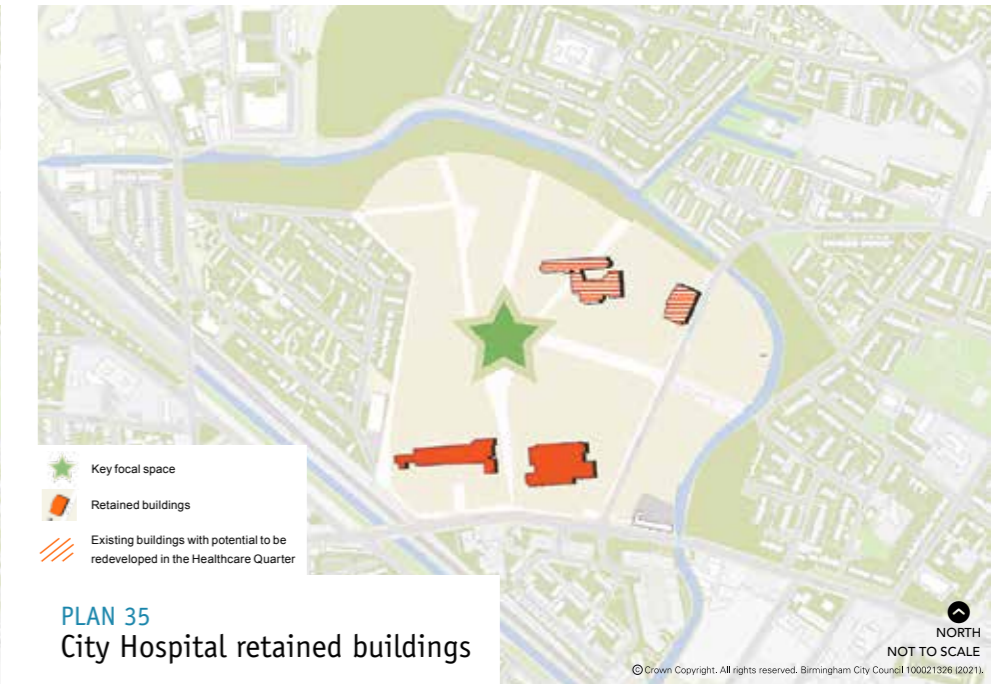 Key focal space
Retained buildings
Existing buildings with potential to be
redeveloped in the Healthcare Quarter
PLAN 35
City Hospital retained buildings
NORTH
NOT TO SCALE
© Crown Copyright. All rights reserved. Birmingham City Council 100021326 (2021).